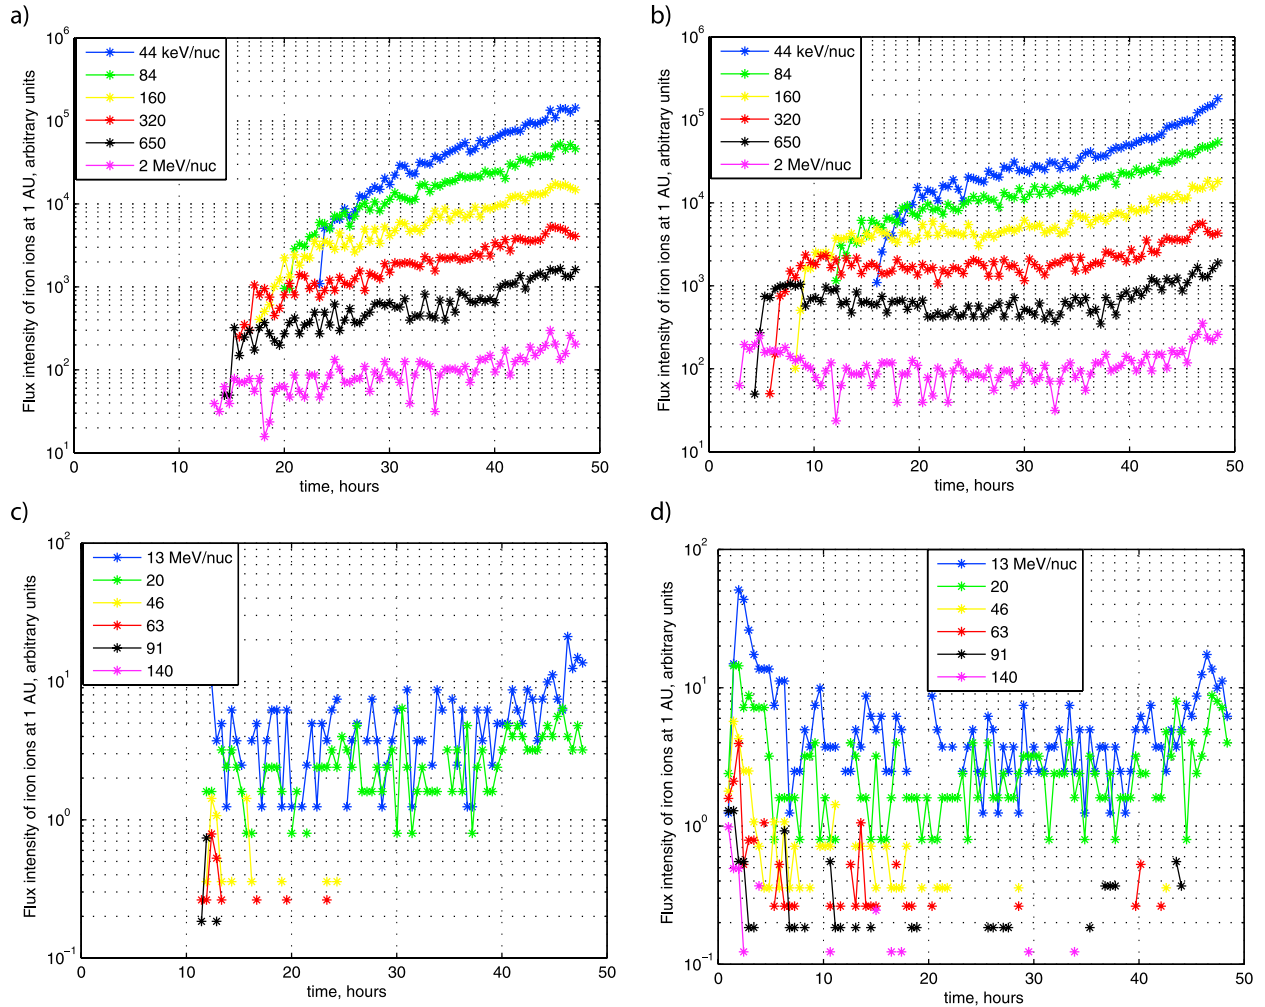 a)
Flux intensity of iron ions at 1 AU, arbitrary units
10^6
10^5
10^4
10^3
10^2
10^1
44 keV/nuc
84
160
320
650
2 MeV/nuc
0 10 20 30 40 50
time, hours
b)
Flux intensity of iron ions at 1 AU, arbitrary units
10^6
10^5
10^4
10^3
10^2
10^1
44 keV/nuc
84
160
320
650
2 MeV/nuc
0 10 20 30 40 50
time, hours
c)
Flux intensity of iron ions at 1 AU, arbitrary units
10^2
10^1
10^0
10^−1
13 MeV/nuc
20
46
63
91
140
0 10 20 30 40 50
time, hours
d)
Flux intensity of iron ions at 1 AU, arbitrary units
10^2
10^1
10^0
10^−1
13 MeV/nuc
20
46
63
91
140
0 10 20 30 40 50
time, hours